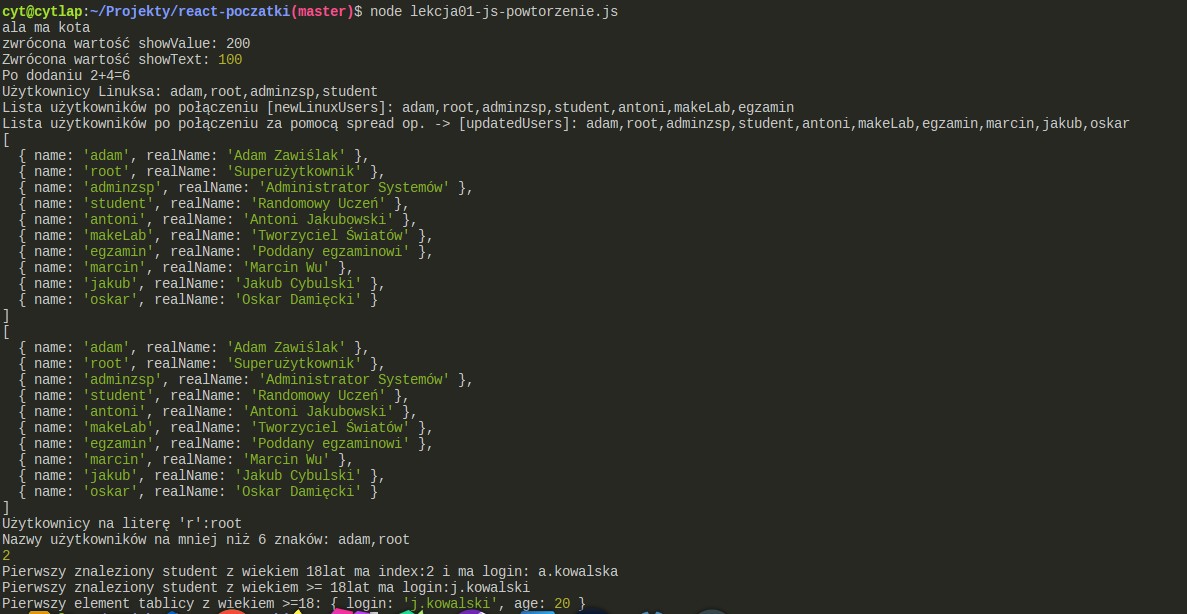 cyt@cytlap:~/Projekty/react-poczatki(master)$ node lekcja01-js-powtorzenie.js
ala ma kota
zwrócona wartość showValue: 200
Zwrócona wartość showText: 100
Po dodaniu 2+4=6
Użytkownicy Linuksa: adam,root,adminzsp,student
Lista użytkowników po połączeniu [newLinuxUsers]: adam,root,adminzsp,student,antoni,makeLab,egzamin
Lista użytkowników po połączeniu za pomocą spread op. -> [updatedUsers]: adam,root,adminzsp,student,antoni,makeLab,egzamin,marcin,jakub,oskar
[
  { name: 'adam', realName: 'Adam Zawiślak' },
  { name: 'root', realName: 'Superużytkownik' },
  { name: 'adminzsp', realName: 'Administrator Systemów' },
  { name: 'student', realName: 'Randomowy Uczeń' },
  { name: 'antoni', realName: 'Antoni Jakubowski' },
  { name: 'makeLab', realName: 'Tworzyciel Światów' },
  { name: 'egzamin', realName: 'Poddany egzaminowi' },
  { name: 'marcin', realName: 'Marcin Wu' },
  { name: 'jakub', realName: 'Jakub Cybulski' },
  { name: 'oskar', realName: 'Oskar Damięcki' }
]
[
  { name: 'adam', realName: 'Adam Zawiślak' },
  { name: 'root', realName: 'Superużytkownik' },
  { name: 'adminzsp', realName: 'Administrator Systemów' },
  { name: 'student', realName: 'Randomowy Uczeń' },
  { name: 'antoni', realName: 'Antoni Jakubowski' },
  { name: 'makeLab', realName: 'Tworzyciel Światów' },
  { name: 'egzamin', realName: 'Poddany egzaminowi' },
  { name: 'marcin', realName: 'Marcin Wu' },
  { name: 'jakub', realName: 'Jakub Cybulski' },
  { name: 'oskar', realName: 'Oskar Damięcki' }
]
Użytkownicy na literę 'r':root
Nazwy użytkowników na mniej niż 6 znaków: adam,root
2
Pierwszy znaleziony student z wiekiem 18lat ma index:2 i ma login: a.kowalska
Pierwszy znaleziony student z wiekiem >= 18lat ma login:j.kowalski
Pierwszy element tablicy z wiekiem >=18: { login: 'j.kowalski', age: 20 }